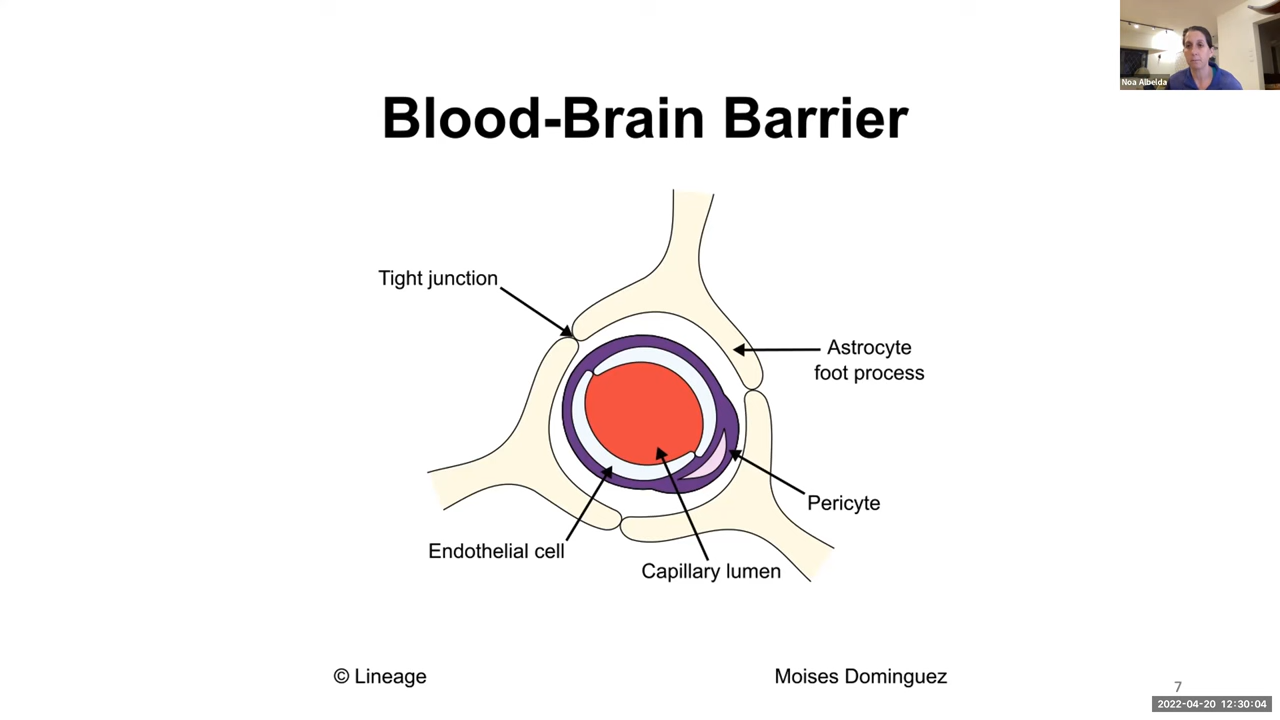 Noa Albelda
Blood-Brain Barrier
Tight junction
Astrocyte
foot process
Pericyte
Endothelial cell
Capillary lumen
© Lineage
Moises Dominguez
7
2022-04-20 12:30:04